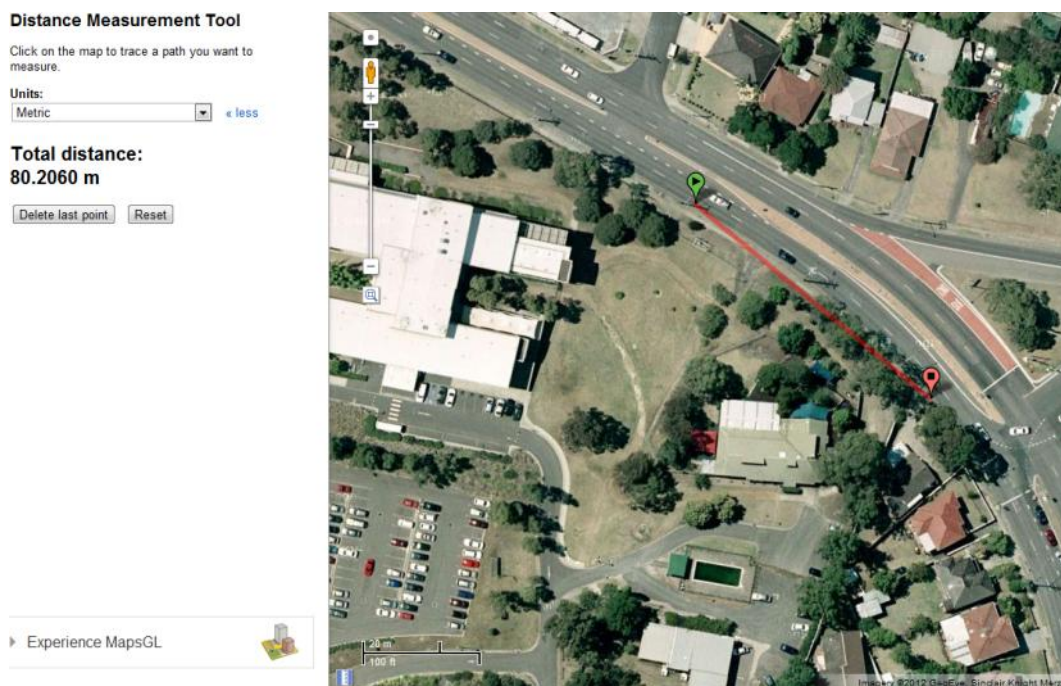 Distance Measurement Tool
Click on the map to trace a path you want to
measure.
Units:
Metric
« less
Total distance:
80.2060 m
Delete last point Reset
Experience MapsGL
20 m
100 ft
Imagery ©2012 GeoEye, Sinclair Knight Merz